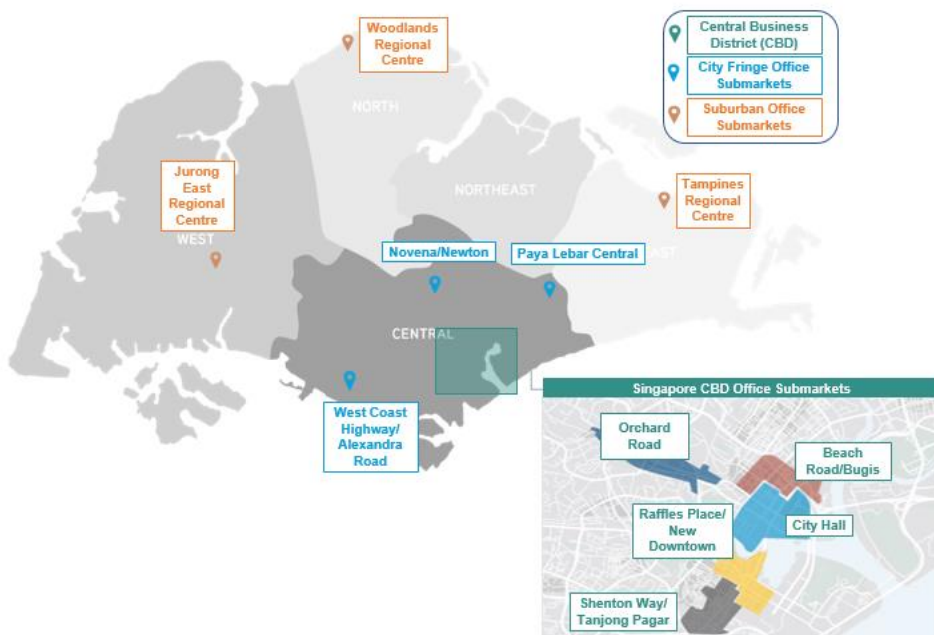 Woodlands
Regional
Centre
Central Business
District (CBD)
City Fringe Office
Submarkets
Suburban Office
Submarkets
NORTH
Jurong
East
Regional
Centre
WEST
NORTHEAST
Tampines
Regional
Centre
Novena/Newton
Paya Lebar Central
CENTRAL
West Coast
Highway/
Alexandra
Road
Singapore CBD Office Submarkets
Orchard
Road
Beach
Road/Bugis
Raffles Place/
New
Downtown
City Hall
Shenton Way/
Tanjong Pagar